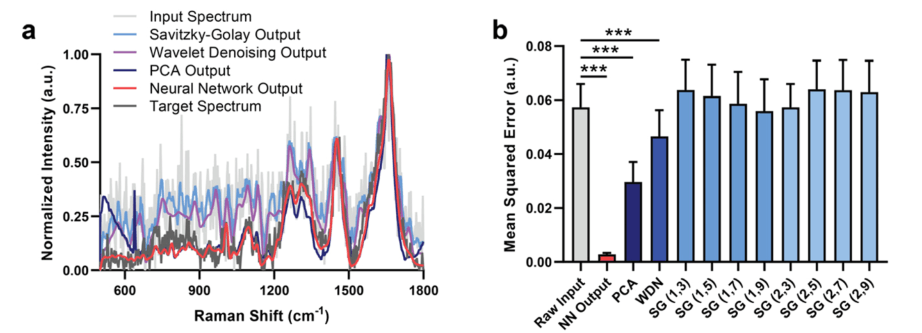 a
Input Spectrum
Savitzky-Golay Output
Wavelet Denoising Output
PCA Output
Neural Network Output
Target Spectrum
Normalized Intensity (a.u.)
1.00
0.75
0.50
0.25
0.00
600 900 1200 1500 1800
Raman Shift (cm⁻¹)
b
Mean Squared Error (a.u.)
0.08
0.06
0.04
0.02
0.00
***
***
***
Raw Input
NN Output
PCA
WDN
SG (1,3)
SG (1,5)
SG (1,7)
SG (1,9)
SG (2,3)
SG (2,5)
SG (2,7)
SG (2,9)